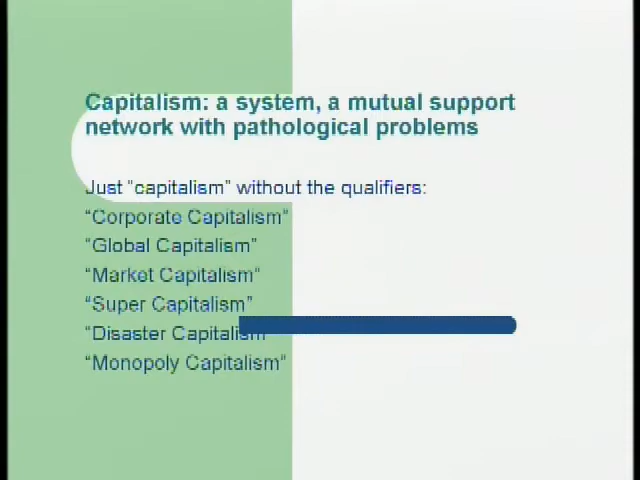 Capitalism: a system, a mutual support
network with pathological problems
Just “capitalism” without the qualifiers:
“Corporate Capitalism”
“Global Capitalism”
“Market Capitalism”
“Super Capitalism”
“Disaster Capitalism”
“Monopoly Capitalism”